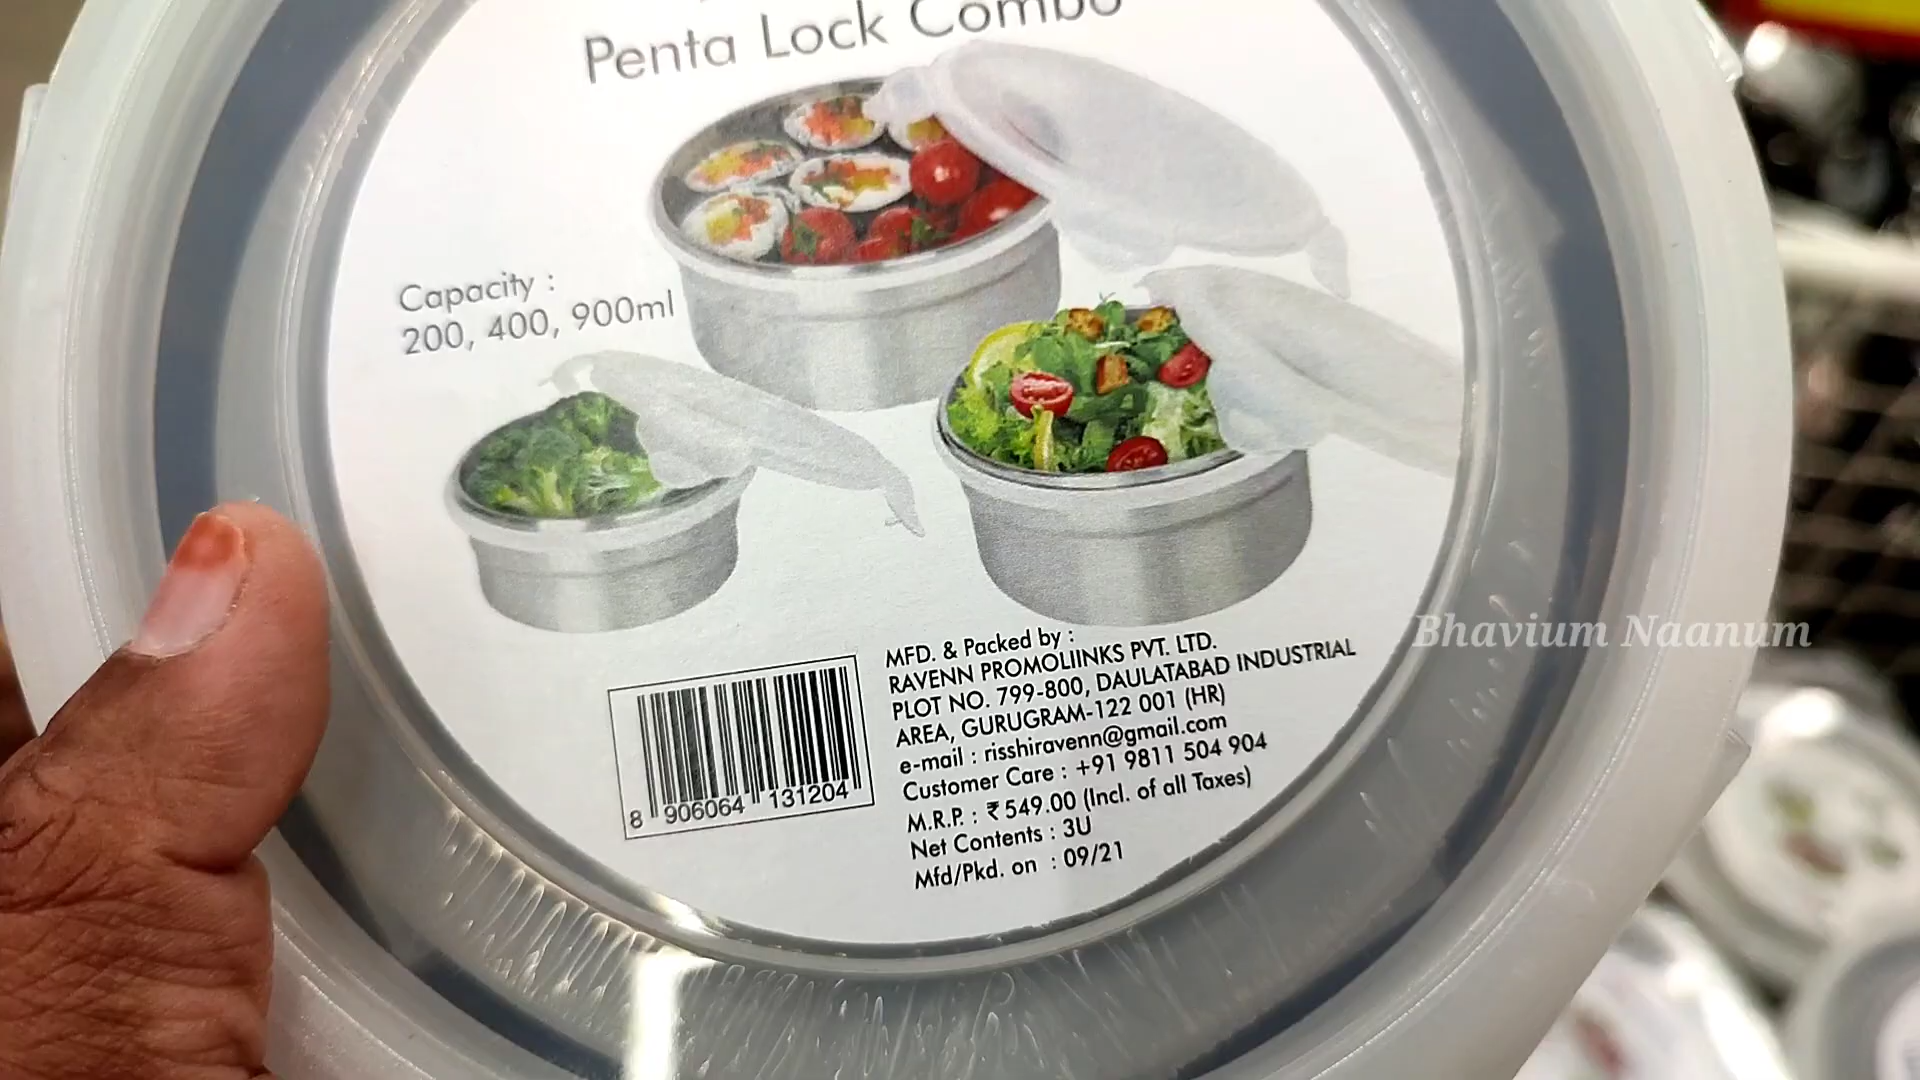 Penta Lock Combo
Capacity :
200, 400, 900ml
MFD. & Packed by :
RAVENN PROMOLIINKS PVT. LTD.
PLOT NO. 799-800, DAULATABAD INDUSTRIAL
AREA, GURUGRAM-122 001 (HR)
e-mail : risshiravenn@gmail.com
Customer Care : +91 9811 504 904
M.R.P. : ₹ 549.00 (Incl. of all Taxes)
Net Contents : 3U
Mfd/Pkd. on : 09/21
8 906064 131204
Bhavium Naanum